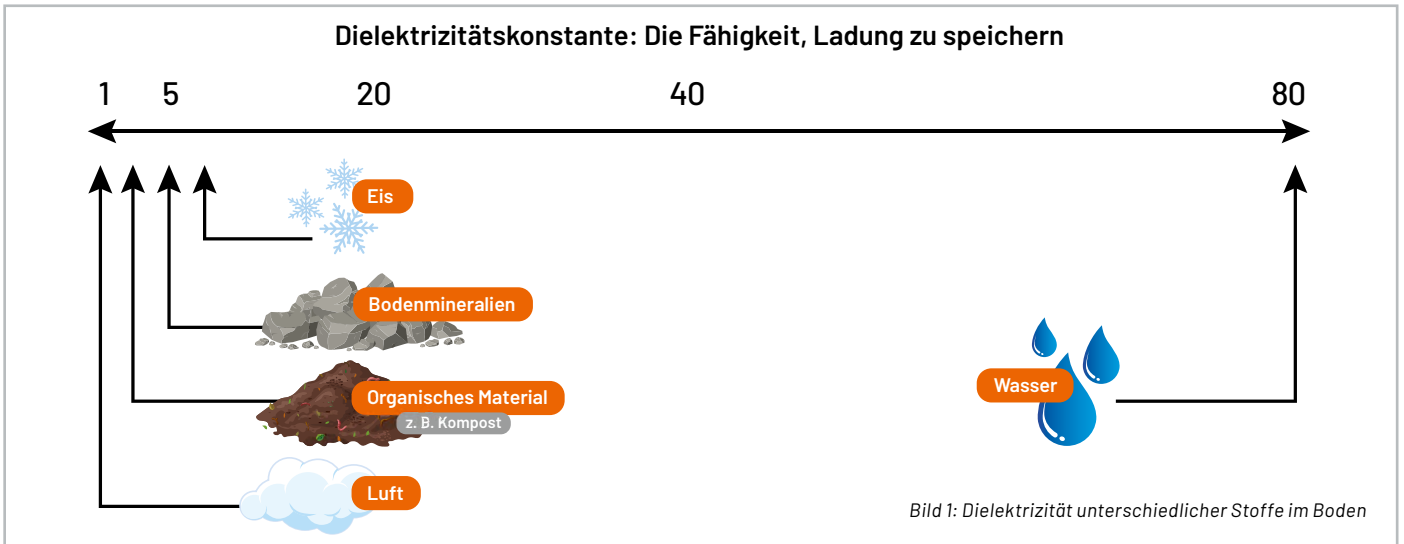 Dielektrizitätskonstante: Die Fähigkeit, Ladung zu speichern
1 5 20 40 80
Eis
Bodenmineralien
Organisches Material
z. B. Kompost
Wasser
Luft
Bild 1: Dielektrizität unterschiedlicher Stoffe im Boden